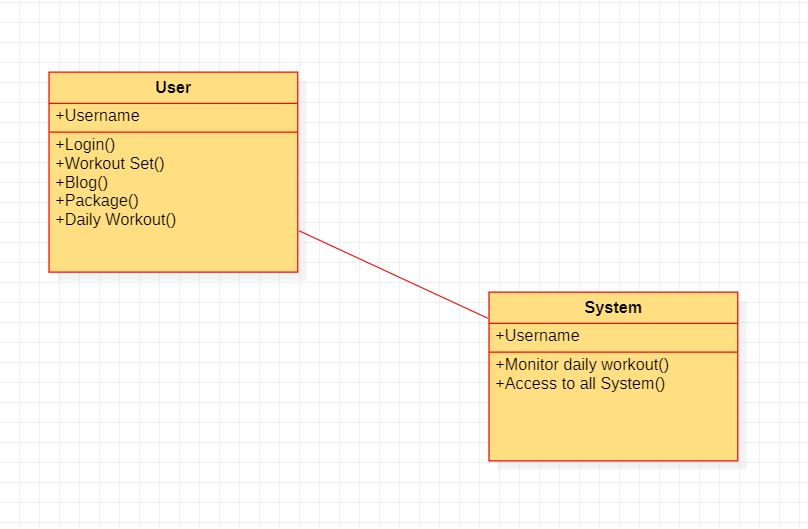 User
+Username
+Login()
+Workout Set()
+Blog()
+Package()
+Daily Workout()
System
+Username
+Monitor daily workout()
+Access to all System()